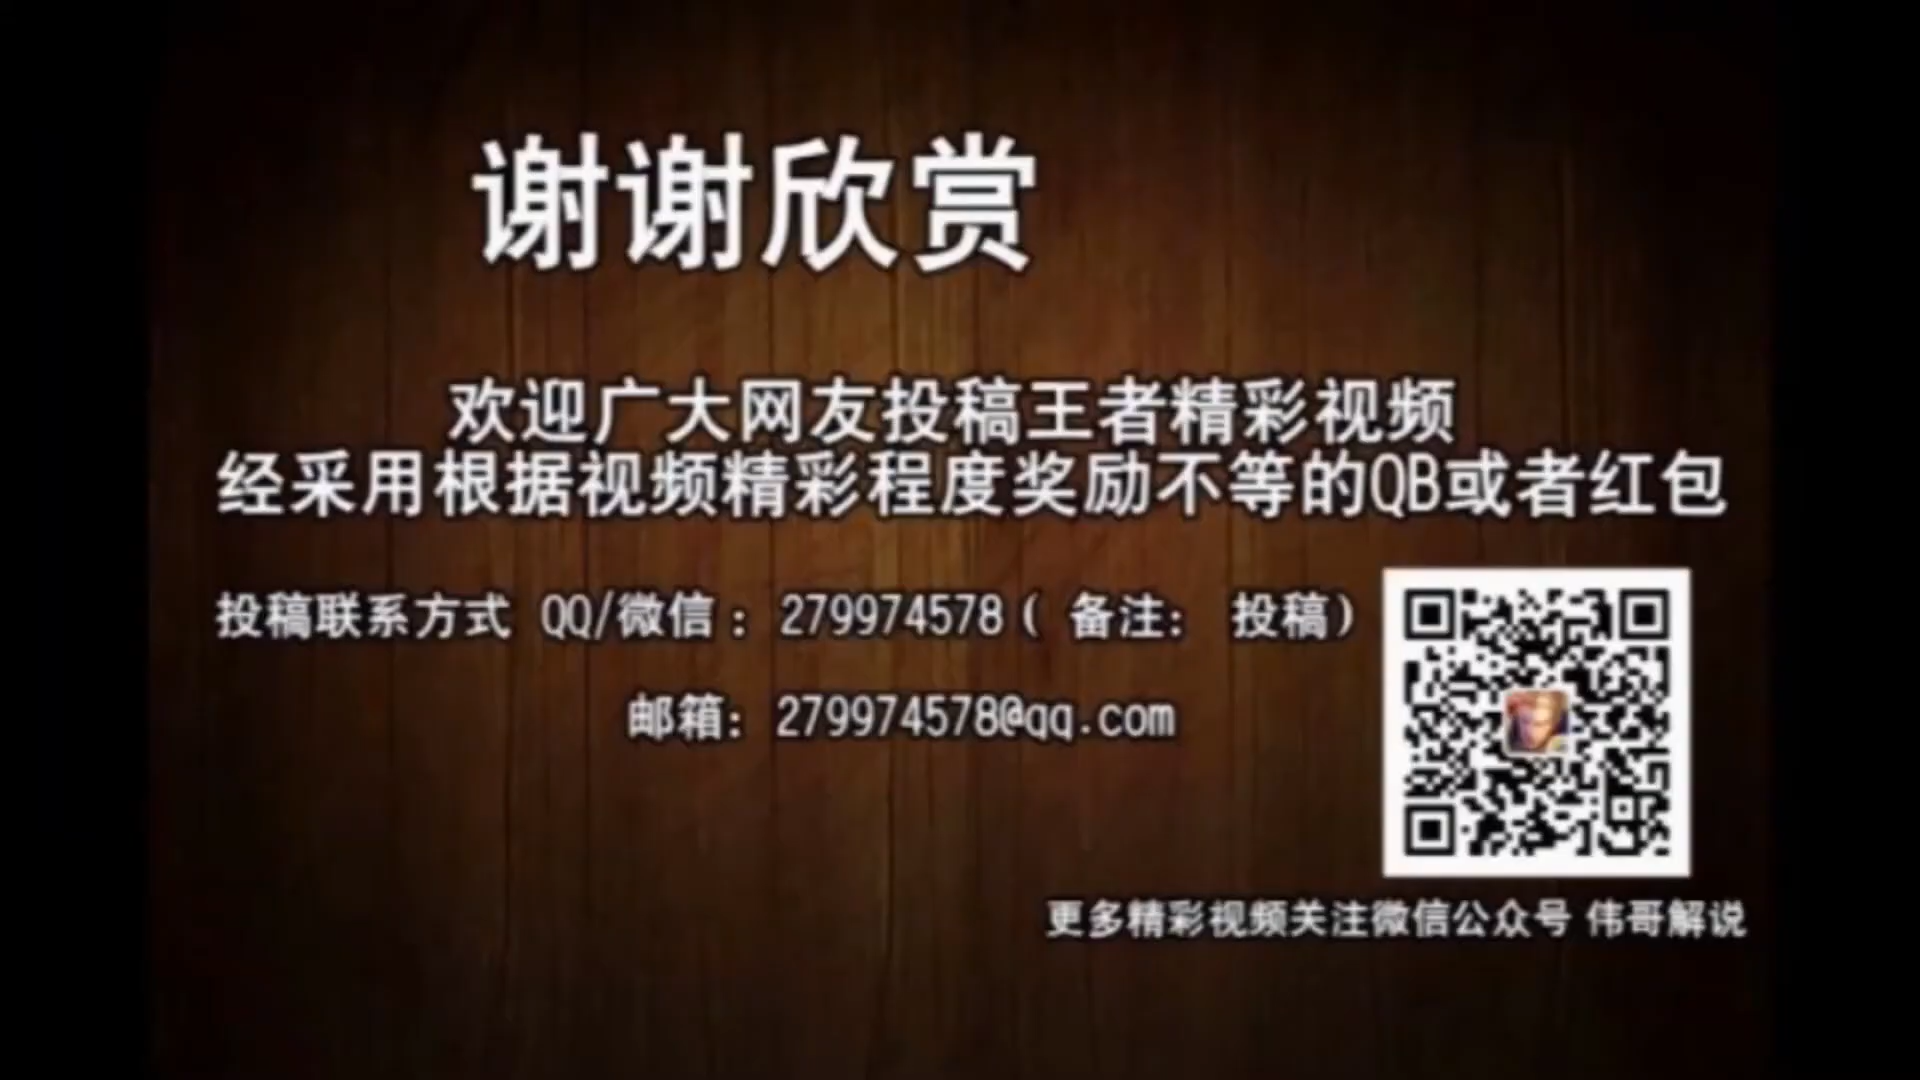 谢谢欣赏
欢迎广大网友投稿王者精彩视频
经采用根据视频精彩程度奖励不等的QB或者红包
投稿联系方式 QQ/微信：279974578（ 备注： 投稿）
邮箱：279974578@qq.com
更多精彩视频关注微信公众号 伟哥解说